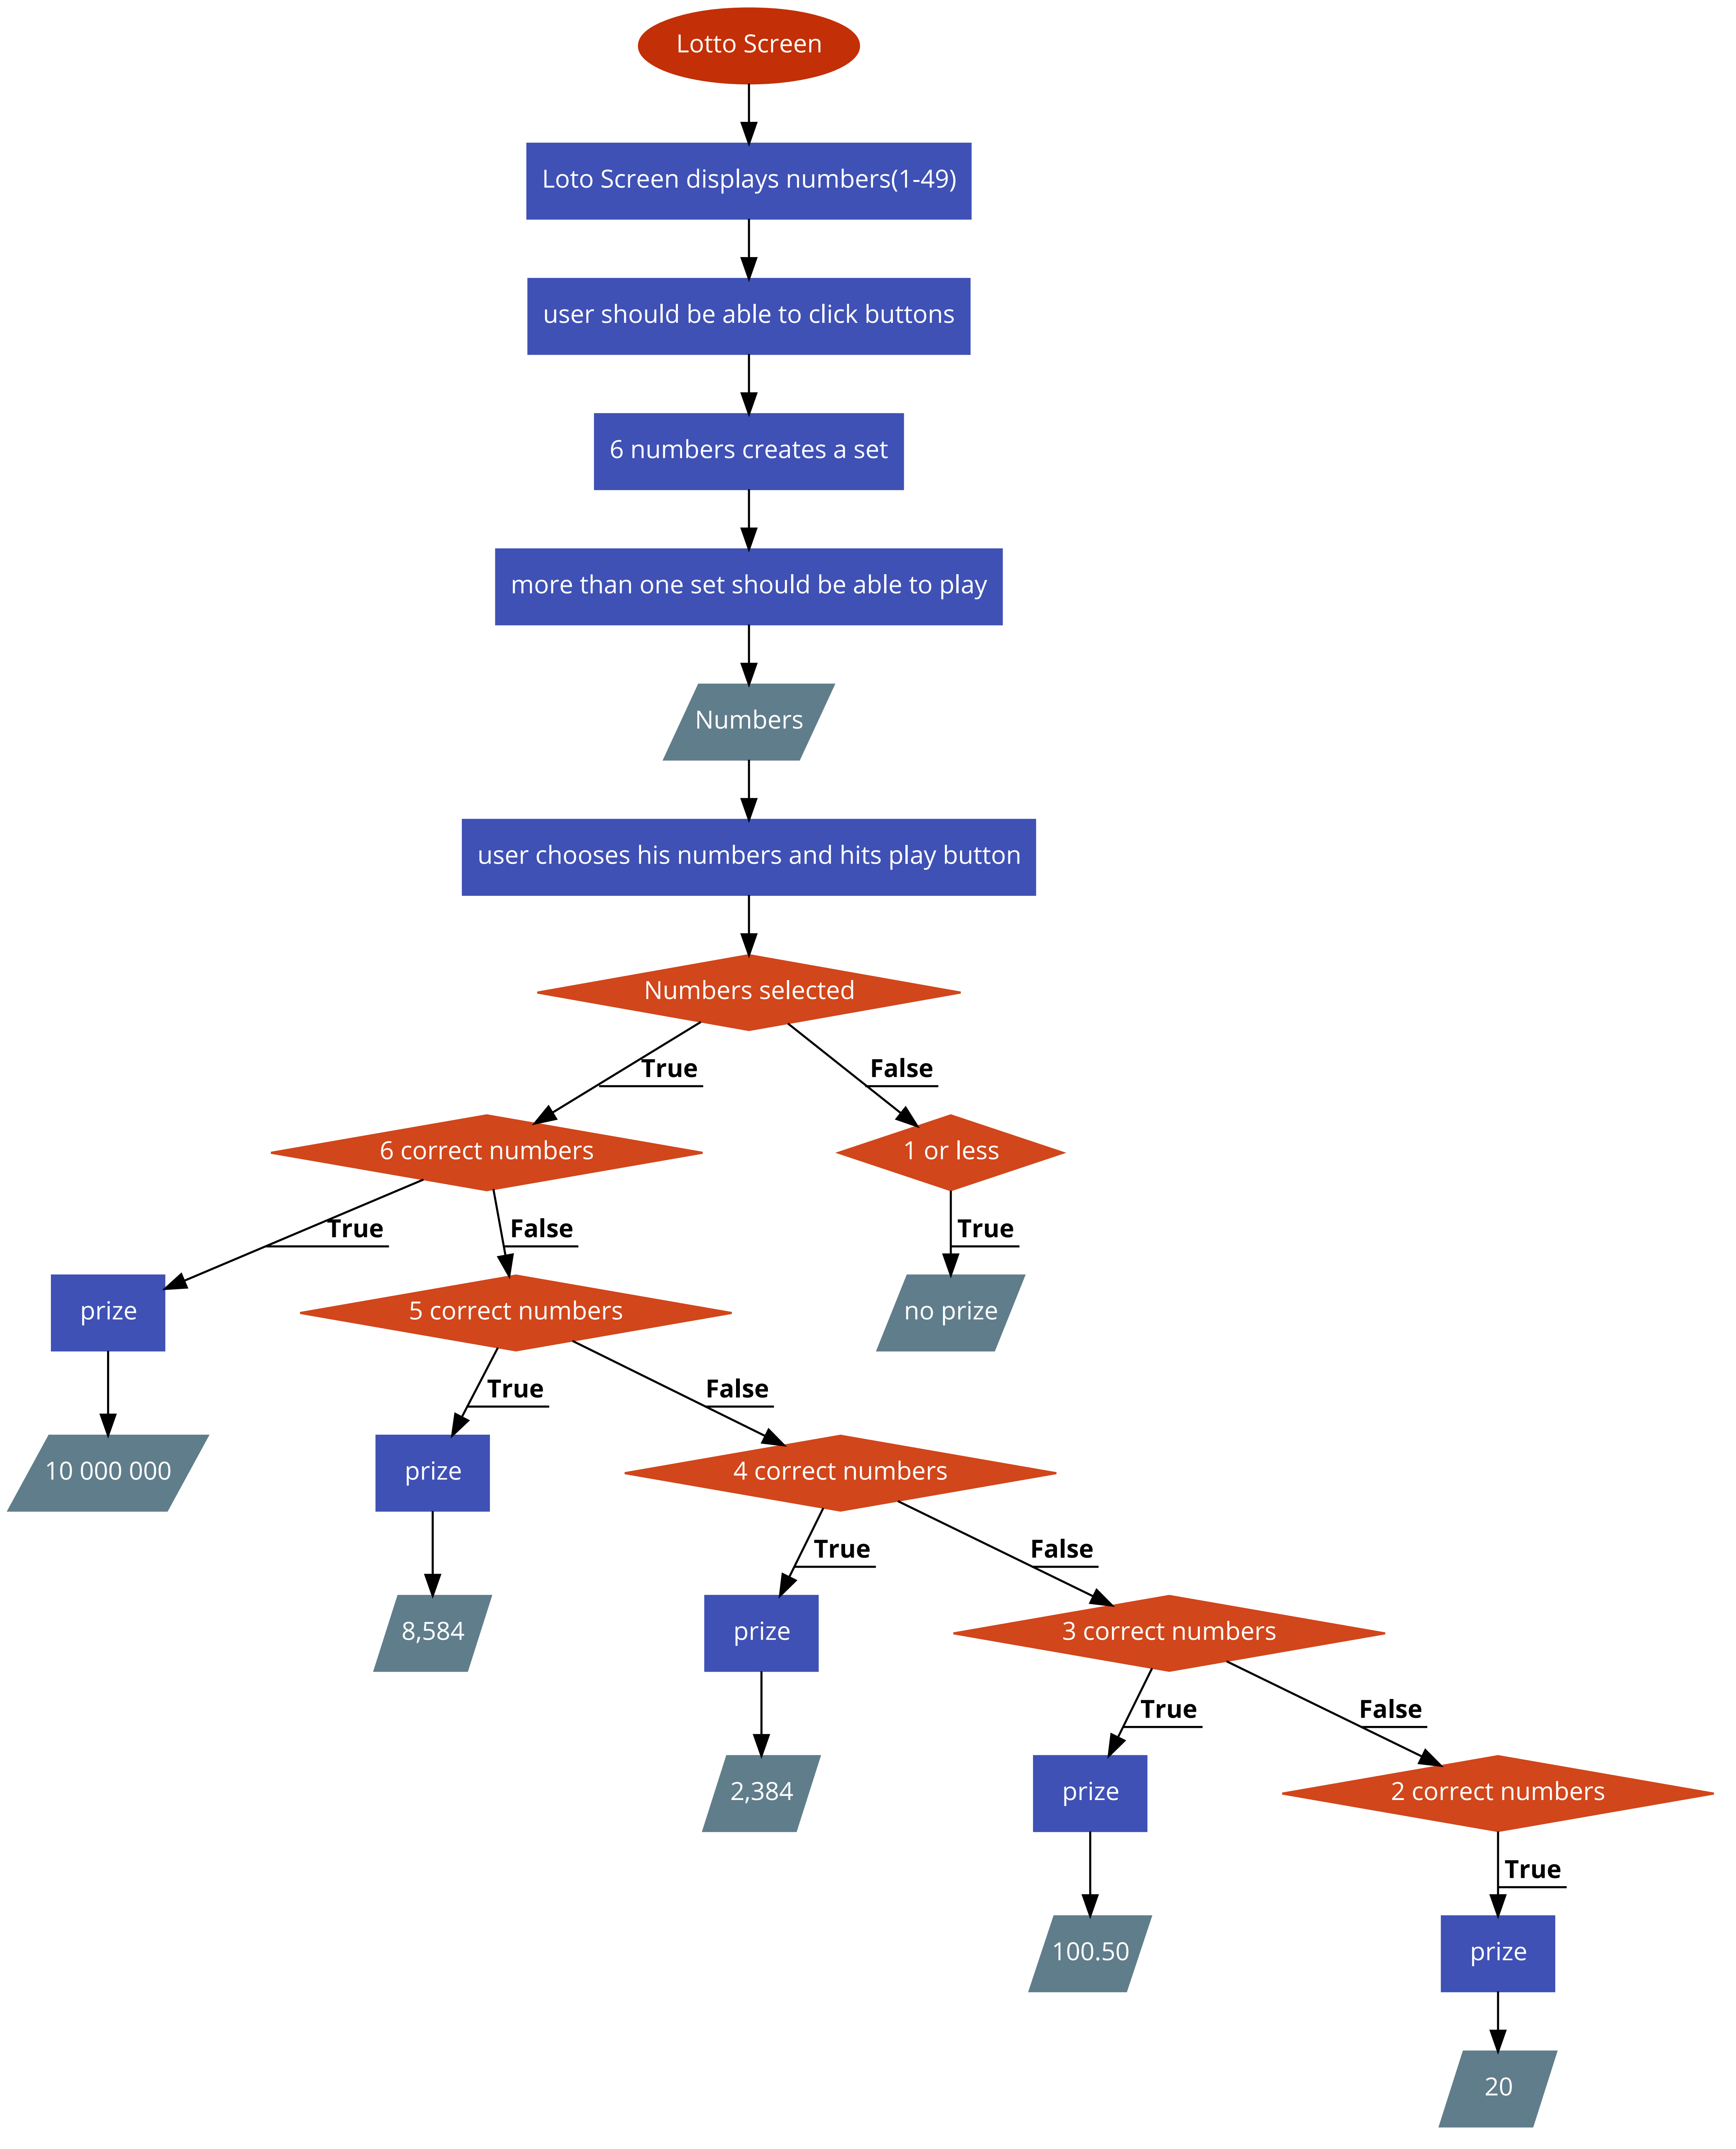 Lotto Screen
Loto Screen displays numbers(1-49)
user should be able to click buttons
6 numbers creates a set
more than one set should be able to play
Numbers
user chooses his numbers and hits play button
Numbers selected
True
False
6 correct numbers
1 or less
True
False
True
prize
5 correct numbers
no prize
True
False
10 000 000
prize
4 correct numbers
True
False
8,584
prize
3 correct numbers
True
False
2,384
prize
2 correct numbers
True
100.50
prize
20